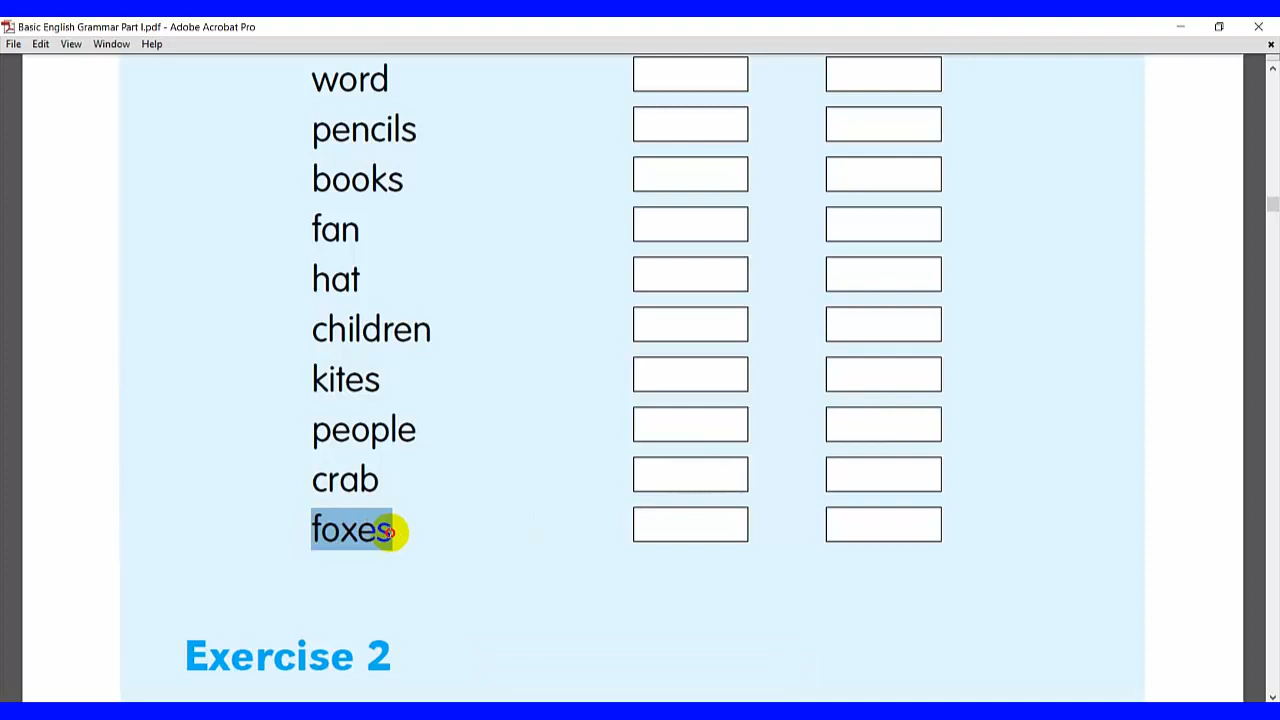 Basic English Grammar Part I.pdf - Adobe Acrobat Pro
File Edit View Window Help
word
pencils
books
fan
hat
children
kites
people
crab
foxes
Exercise 2